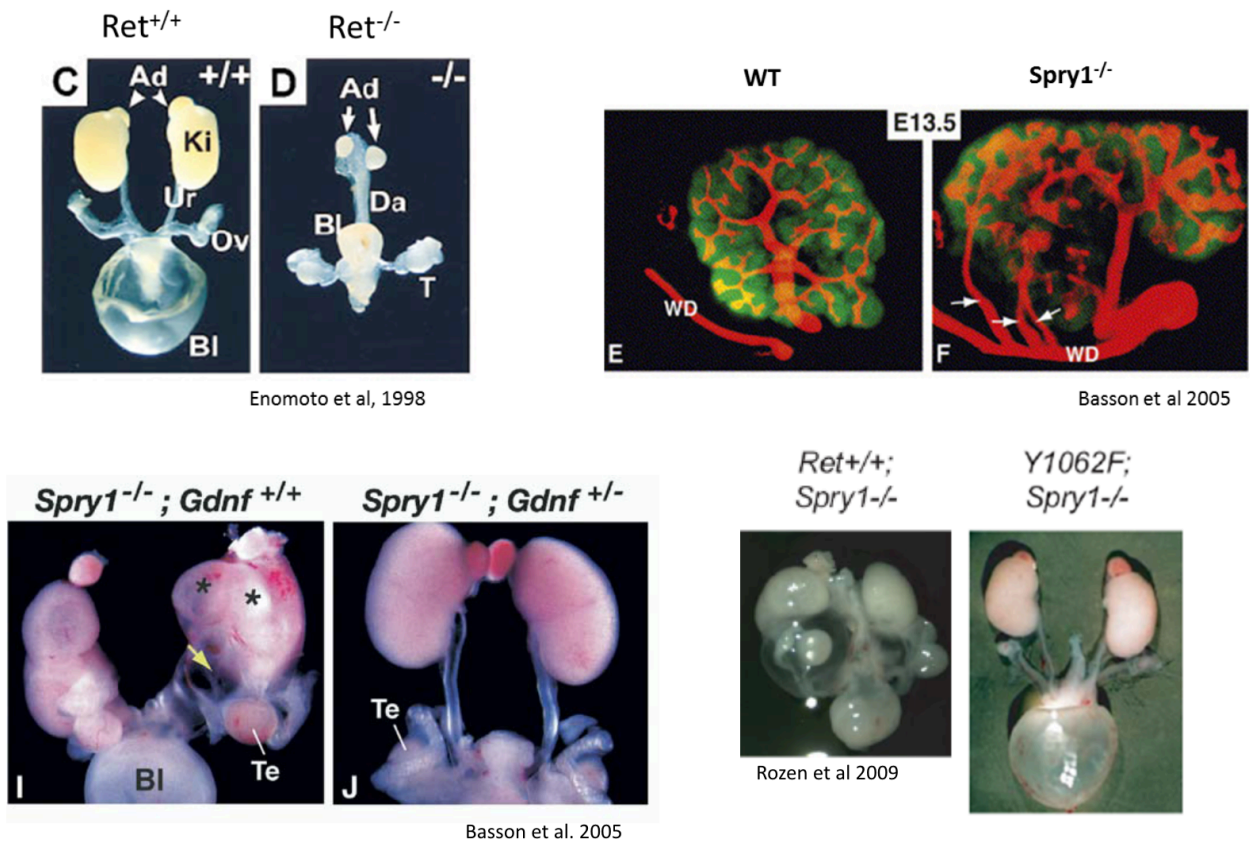 Ret+/+
Ret-/-
C Ad +/+
Ki
Ur
Ov
Bl
D Ad -/-
Da
Bl
T
Enomoto et al, 1998
WT
Spry1-/-
E13.5
WD
E
WD
F
Basson et al 2005
Spry1-/- ; Gdnf +/+
Spry1-/- ; Gdnf +/-
* *
Te
Bl
I
Te
J
Basson et al. 2005
Ret+/+;
Spry1-/-
Y1062F;
Spry1-/-
Rozen et al 2009